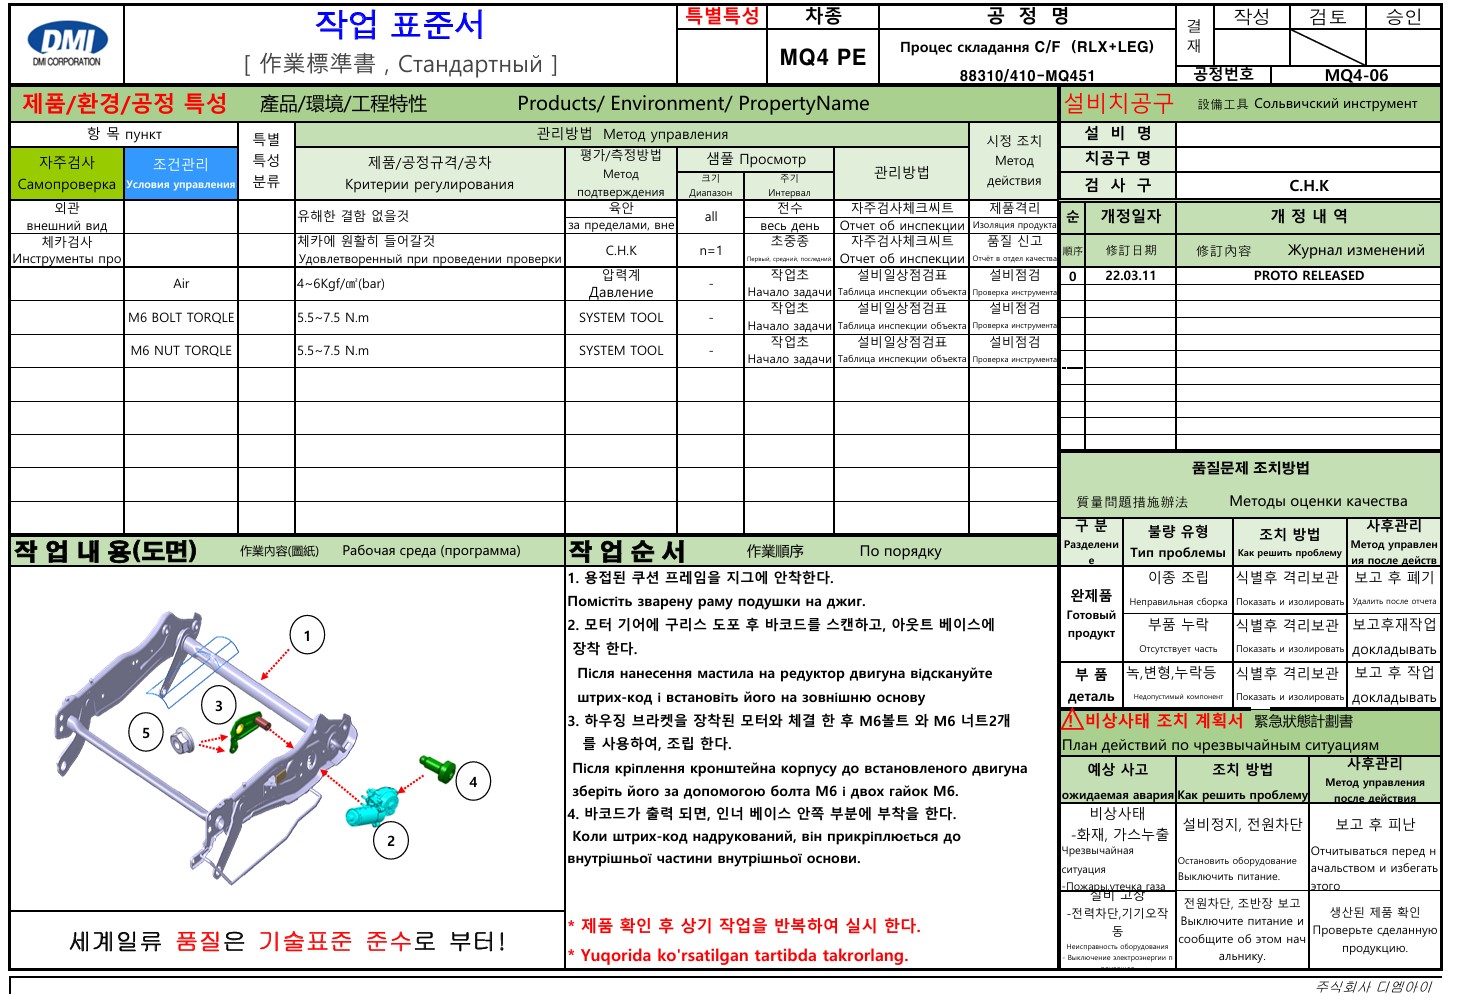 DMI
DMI CORPORATION
작업 표준서
[ 作業標準書 , Стандартный ]
특별특성
차종
MQ4 PE
공 정 명
Процес складання C/F (RLX+LEG)
88310/410-MQ451
결재
작성
검토
승인
공정번호
MQ4-06
제품/환경/공정 특성 產品/環境/工程特性 Products/ Environment/ PropertyName
항 목 пункт
특별
특성
분류
관리방법 Метод управления
시정 조치
Метод
действия
자주검사
Самопроверка
조건관리
Условия управления
제품/공정규격/공차
Критерии регулирования
평가/측정방법
Метод
подтверждения
샘플 Просмотр
크기
Диапазон
주기
Интервал
관리방법
외관
внешний вид
유해한 결함 없을것
육안
за пределами, вне
all
전수
весь день
자주검사체크씨트
Отчет об инспекции
제품격리
Изоляция продукта
체카검사
Инструменты про
체카에 원활히 들어갈것
Удовлетворенный при проведении проверки
C.H.K
n=1
초중종
Первый, средний, последний
자주검사체크씨트
Отчет об инспекции
품질 신고
Отчёт в отдел качества
Air
4~6Kgf/㎠(bar)
압력계
Давление
-
작업초
Начало задачи
설비일상점검표
Таблица инспекции объекта
설비점검
Проверка инструмента
M6 BOLT TORQLE
5.5~7.5 N.m
SYSTEM TOOL
-
작업초
Начало задачи
설비일상점검표
Таблица инспекции объекта
설비점검
Проверка инструмента
M6 NUT TORQLE
5.5~7.5 N.m
SYSTEM TOOL
-
작업초
Начало задачи
설비일상점검표
Таблица инспекции объекта
설비점검
Проверка инструмента
설비치공구 設備工具 Сольвичский инструмент
설 비 명
치공구 명
검 사 구
C.H.K
순
개정일자
개 정 내 역
順序
修訂日期
修訂內容 Журнал изменений
0
22.03.11
PROTO RELEASED
품질문제 조치방법
質量問題措施辦法 Методы оценки качества
구 분
Разделени
е
불량 유형
Тип проблемы
조치 방법
Как решить проблему
사후관리
Метод управлен
ия после действ
완제품
Готовый
продукт
이종 조립
Неправильная сборка
식별후 격리보관
Показать и изолировать
보고 후 폐기
Удалить после отчета
부품 누락
Отсутствует часть
식별후 격리보관
Показать и изолировать
보고후재작업
докладывать
부 품
деталь
녹,변형,누락등
Недопустимый компонент
식별후 격리보관
Показать и изолировать
보고 후 작업
докладывать
비상사태 조치 계획서 緊急狀態計劃書
План действий по чрезвычайным ситуациям
예상 사고
ожидаемая авария
조치 방법
Как решить проблему
사후관리
Метод управления
после действия
비상사태
-화재, 가스누출
Чрезвычайная
ситуация
-Пожары,утечка газа
설비정지, 전원차단
Остановить оборудование
Выключить питание.
보고 후 피난
Отчитываться перед н
ачальством и избегать
этого
설비 고장
-전력차단,기기오작
동
Неисправность оборудования
- Выключение электроэнергии п
전원차단, 조반장 보고
Выключите питание и
сообщите об этом нач
альнику.
생산된 제품 확인
Проверьте сделанную
продукцию.
작 업 내 용(도면) 作業內容(圖紙) Рабочая среда (программа)
1
3
5
4
2
세계일류 품질은 기술표준 준수로 부터!
작 업 순 서 作業順序 По порядку
1. 용접된 쿠션 프레임을 지그에 안착한다.
Помістіть зварену раму подушки на джиг.
2. 모터 기어에 구리스 도포 후 바코드를 스캔하고, 아웃트 베이스에
장착 한다.
Після нанесення мастила на редуктор двигуна відскануйте
штрих-код і встановіть його на зовнішню основу
3. 하우징 브라켓을 장착된 모터와 체결 한 후 M6볼트 와 M6 너트2개
를 사용하여, 조립 한다.
Після кріплення кронштейна корпусу до встановленого двигуна
зберіть його за допомогою болта M6 і двох гайок M6.
4. 바코드가 출력 되면, 인너 베이스 안쪽 부분에 부착을 한다.
Коли штрих-код надрукований, він прикріплюється до
внутрішньої частини внутрішньої основи.
* 제품 확인 후 상기 작업을 반복하여 실시 한다.
* Yuqorida ko'rsatilgan tartibda takrorlang.
주식회사 디엠아이